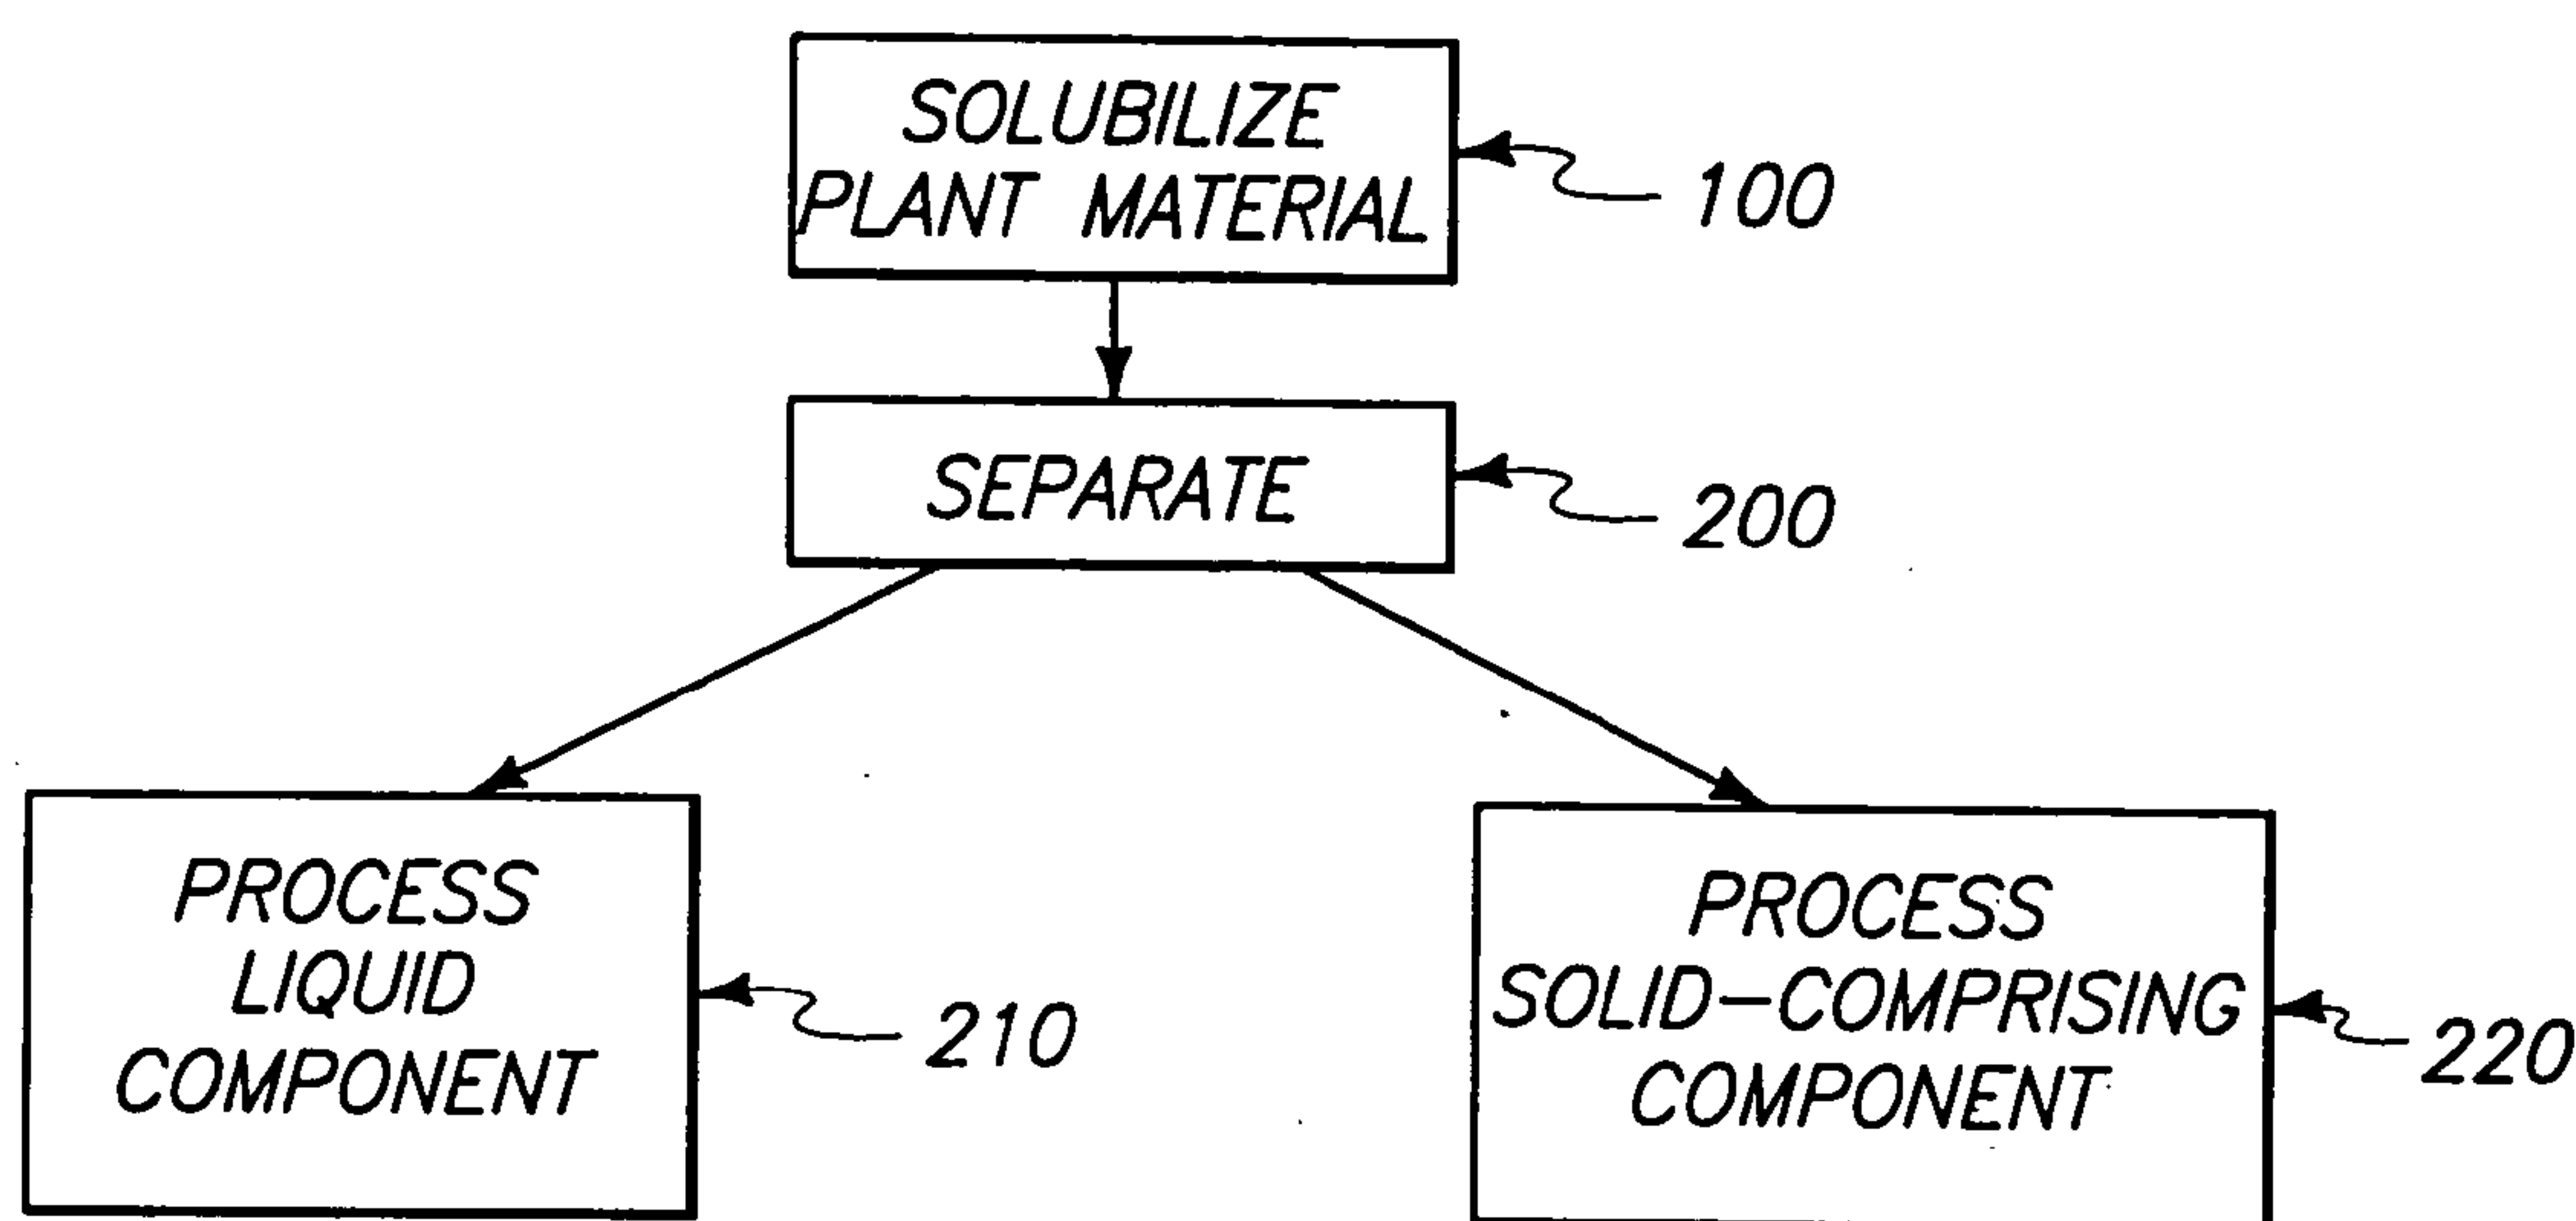 SOLUBILIZE
PLANT MATERIAL
100
SEPARATE
200
PROCESS
LIQUID
COMPONENT
210
PROCESS
SOLID-COMPRISING
COMPONENT
220